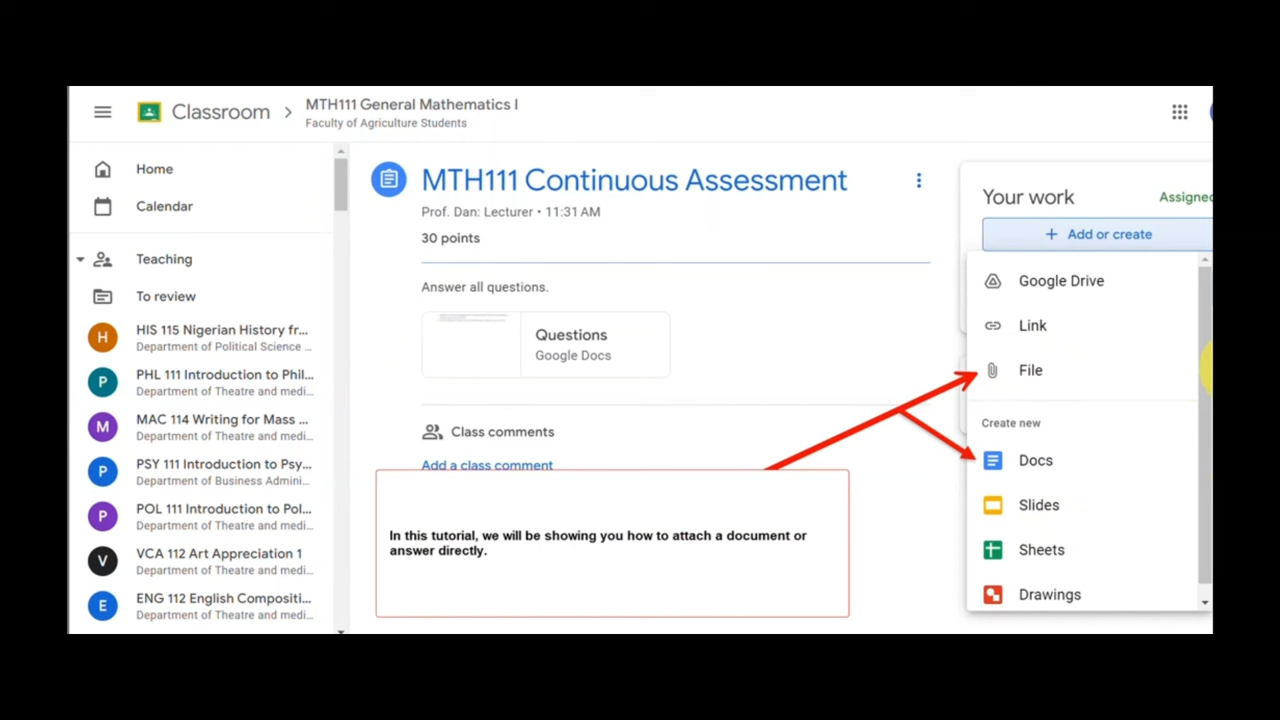 Classroom
MTH111 General Mathematics I
Faculty of Agriculture Students
Home
Calendar
Teaching
To review
H
HIS 115 Nigerian History fr...
Department of Political Science ...
P
PHL 111 Introduction to Phil...
Department of Theatre and medi...
M
MAC 114 Writing for Mass ...
Department of Theatre and medi...
P
PSY 111 Introduction to Psy...
Department of Business Admini...
P
POL 111 Introduction to Pol...
Department of Theatre and medi...
V
VCA 112 Art Appreciation 1
Department of Theatre and medi...
E
ENG 112 English Compositi...
Department of Theatre and medi...
MTH111 Continuous Assessment
Prof. Dan: Lecturer • 11:31 AM
30 points
Answer all questions.
Questions
Google Docs
Class comments
Add a class comment
In this tutorial, we will be showing you how to attach a document or
answer directly.
Your work
Assigned
+ Add or create
Google Drive
Link
File
Create new
Docs
Slides
Sheets
Drawings